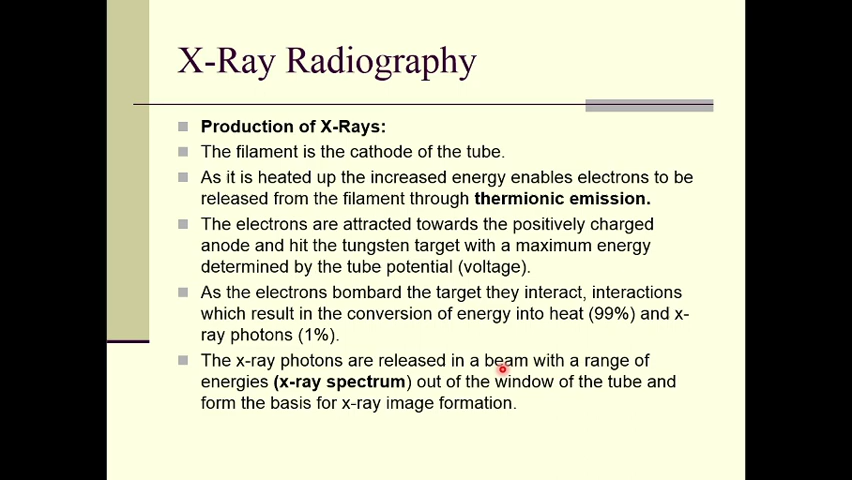 X-Ray Radiography
Production of X-Rays:
The filament is the cathode of the tube.
As it is heated up the increased energy enables electrons to be
released from the filament through thermionic emission.
The electrons are attracted towards the positively charged
anode and hit the tungsten target with a maximum energy
determined by the tube potential (voltage).
As the electrons bombard the target they interact, interactions
which result in the conversion of energy into heat (99%) and x-
ray photons (1%).
The x-ray photons are released in a beam with a range of
energies (x-ray spectrum) out of the window of the tube and
form the basis for x-ray image formation.